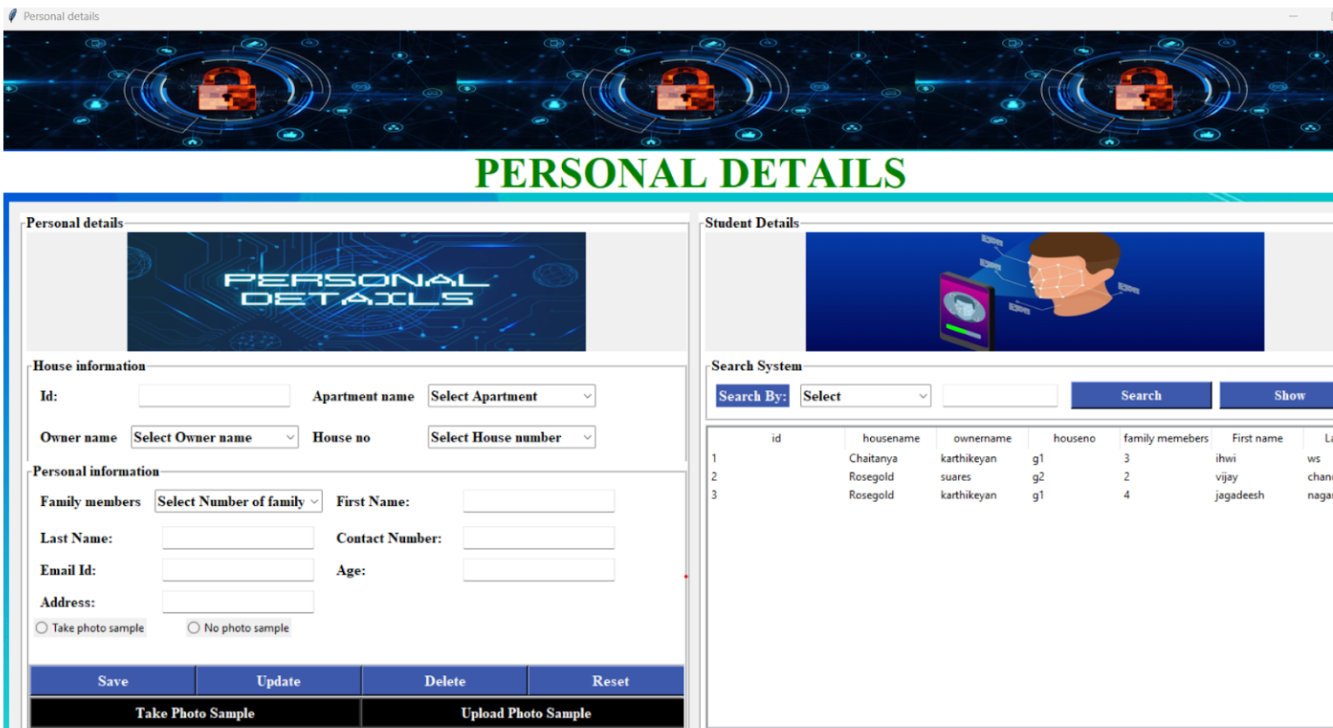 Personal details
PERSONAL DETAILS
Personal details
PERSONAL
DETAILS
House information
Id:
Apartment name Select Apartment
Owner name Select Owner name House no Select House number
Personal information
Family members Select Number of family First Name:
Last Name: Contact Number:
Email Id: Age:
Address:
Take photo sample No photo sample
Save Update Delete Reset
Take Photo Sample Upload Photo Sample
Student Details
Search System
Search By: Select Search Show
id housename ownername houseno family memebers First name La
1 Chaitanya karthikeyan g1 3 ihwi ws
2 Rosegold suares g2 2 vijay chand
3 Rosegold karthikeyan g1 4 jagadeesh nagar